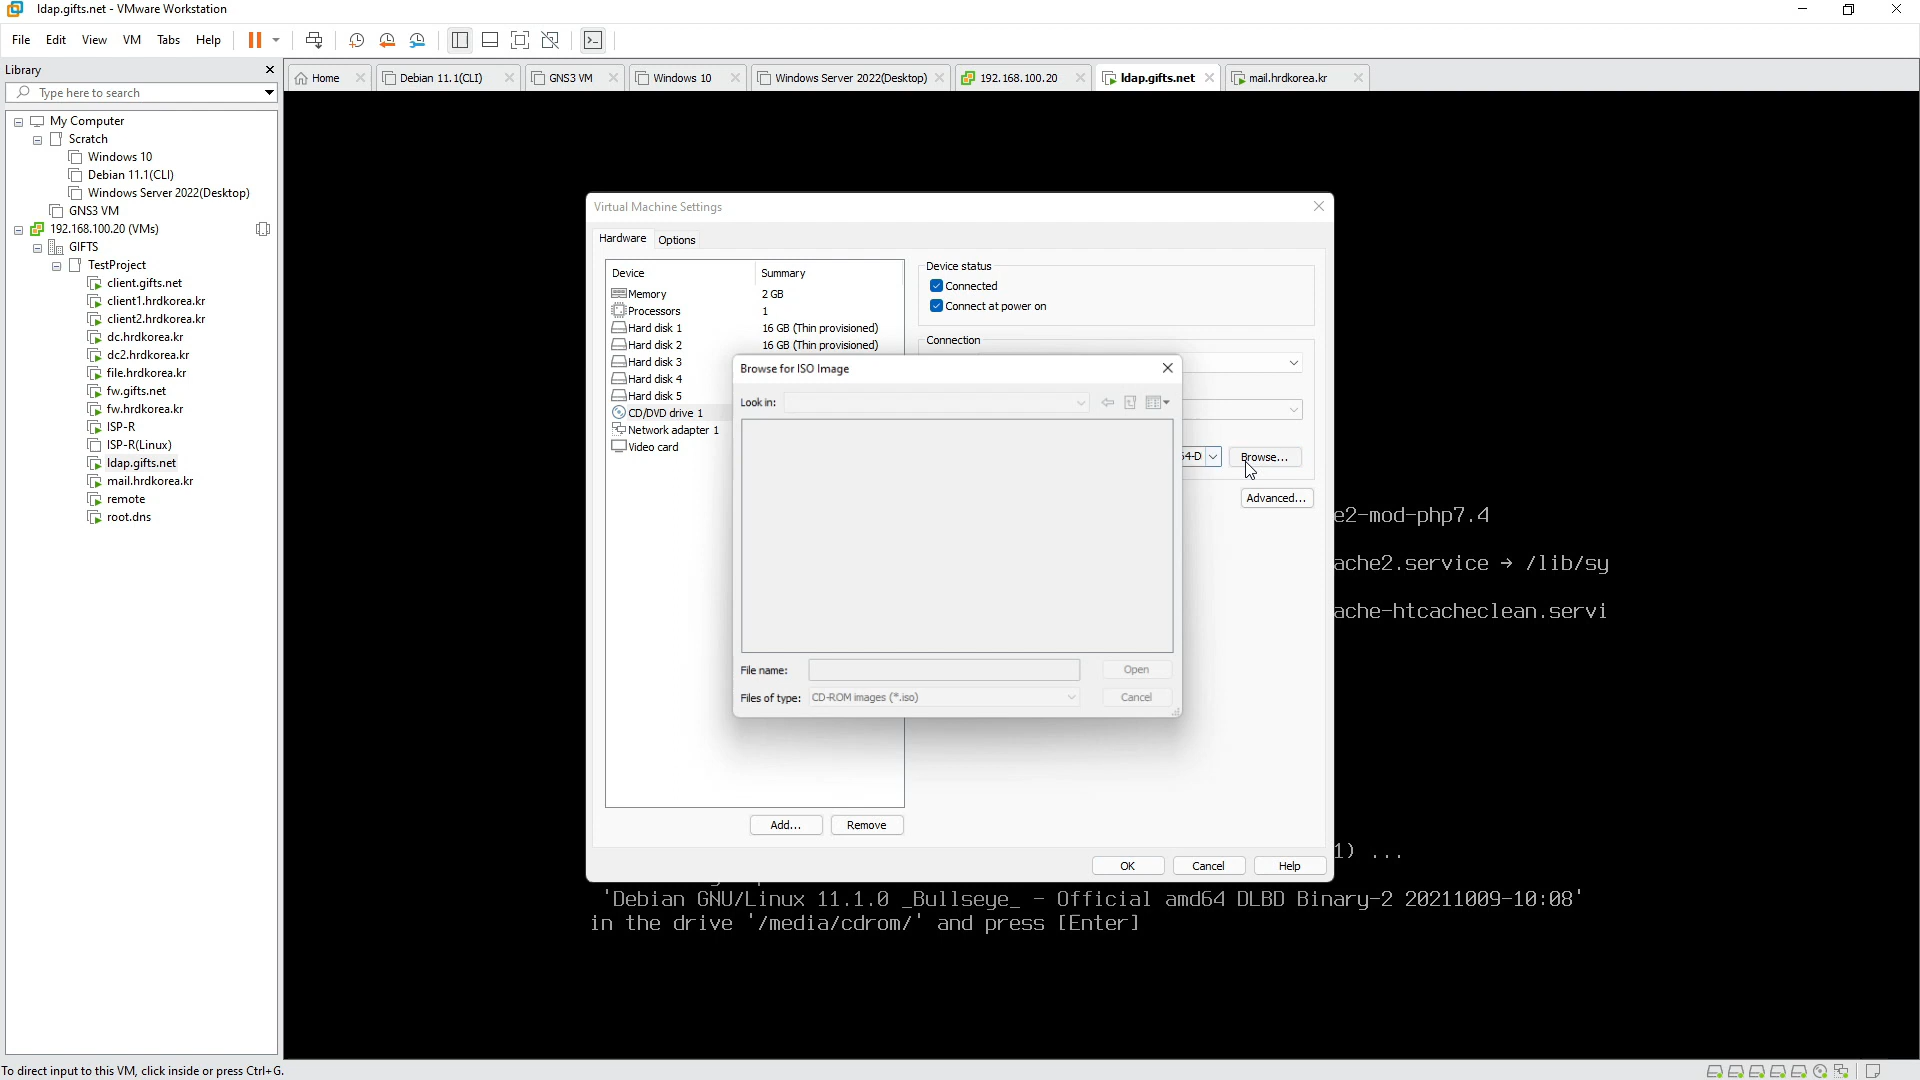 ldap.gifts.net - VMware Workstation
File Edit View VM Tabs Help
Library
Type here to search
Home
Debian 11.1(CLI)
GNS3 VM
Windows 10
Windows Server 2022(Desktop)
192.168.100.20
ldap.gifts.net
mail.hrdkorea.kr
My Computer
Scratch
Windows 10
Debian 11.1(CLI)
Windows Server 2022(Desktop)
GNS3 VM
192.168.100.20 (VMs)
GIFTS
TestProject
client.gifts.net
client1.hrdkorea.kr
client2.hrdkorea.kr
dc.hrdkorea.kr
dc2.hrdkorea.kr
file.hrdkorea.kr
fw.gifts.net
fw.hrdkorea.kr
ISP-R
ISP-R(Linux)
ldap.gifts.net
mail.hrdkorea.kr
remote
root.dns
Virtual Machine Settings
Hardware Options
Device Summary
Memory 2 GB
Processors 1
Hard disk 1 16 GB (Thin provisioned)
Hard disk 2 16 GB (Thin provisioned)
Hard disk 3
Hard disk 4
Hard disk 5
CD/DVD drive 1
Network adapter 1
Video card
Device status
Connected
Connect at power on
Connection
64-D
Browse...
Advanced...
Browse for ISO Image
Look in:
File name:
Open
Files of type: CD-ROM images (*.iso)
Cancel
Add... Remove
OK Cancel Help
e2-mod-php7.4
ache2.service → /lib/sy
ache-htcacheclean.servi
1) ...
'Debian GNU/Linux 11.1.0 _Bullseye_ - Official amd64 DLBD Binary-2 20211009-10:08'
in the drive '/media/cdrom/' and press [Enter]
To direct input to this VM, click inside or press Ctrl+G.